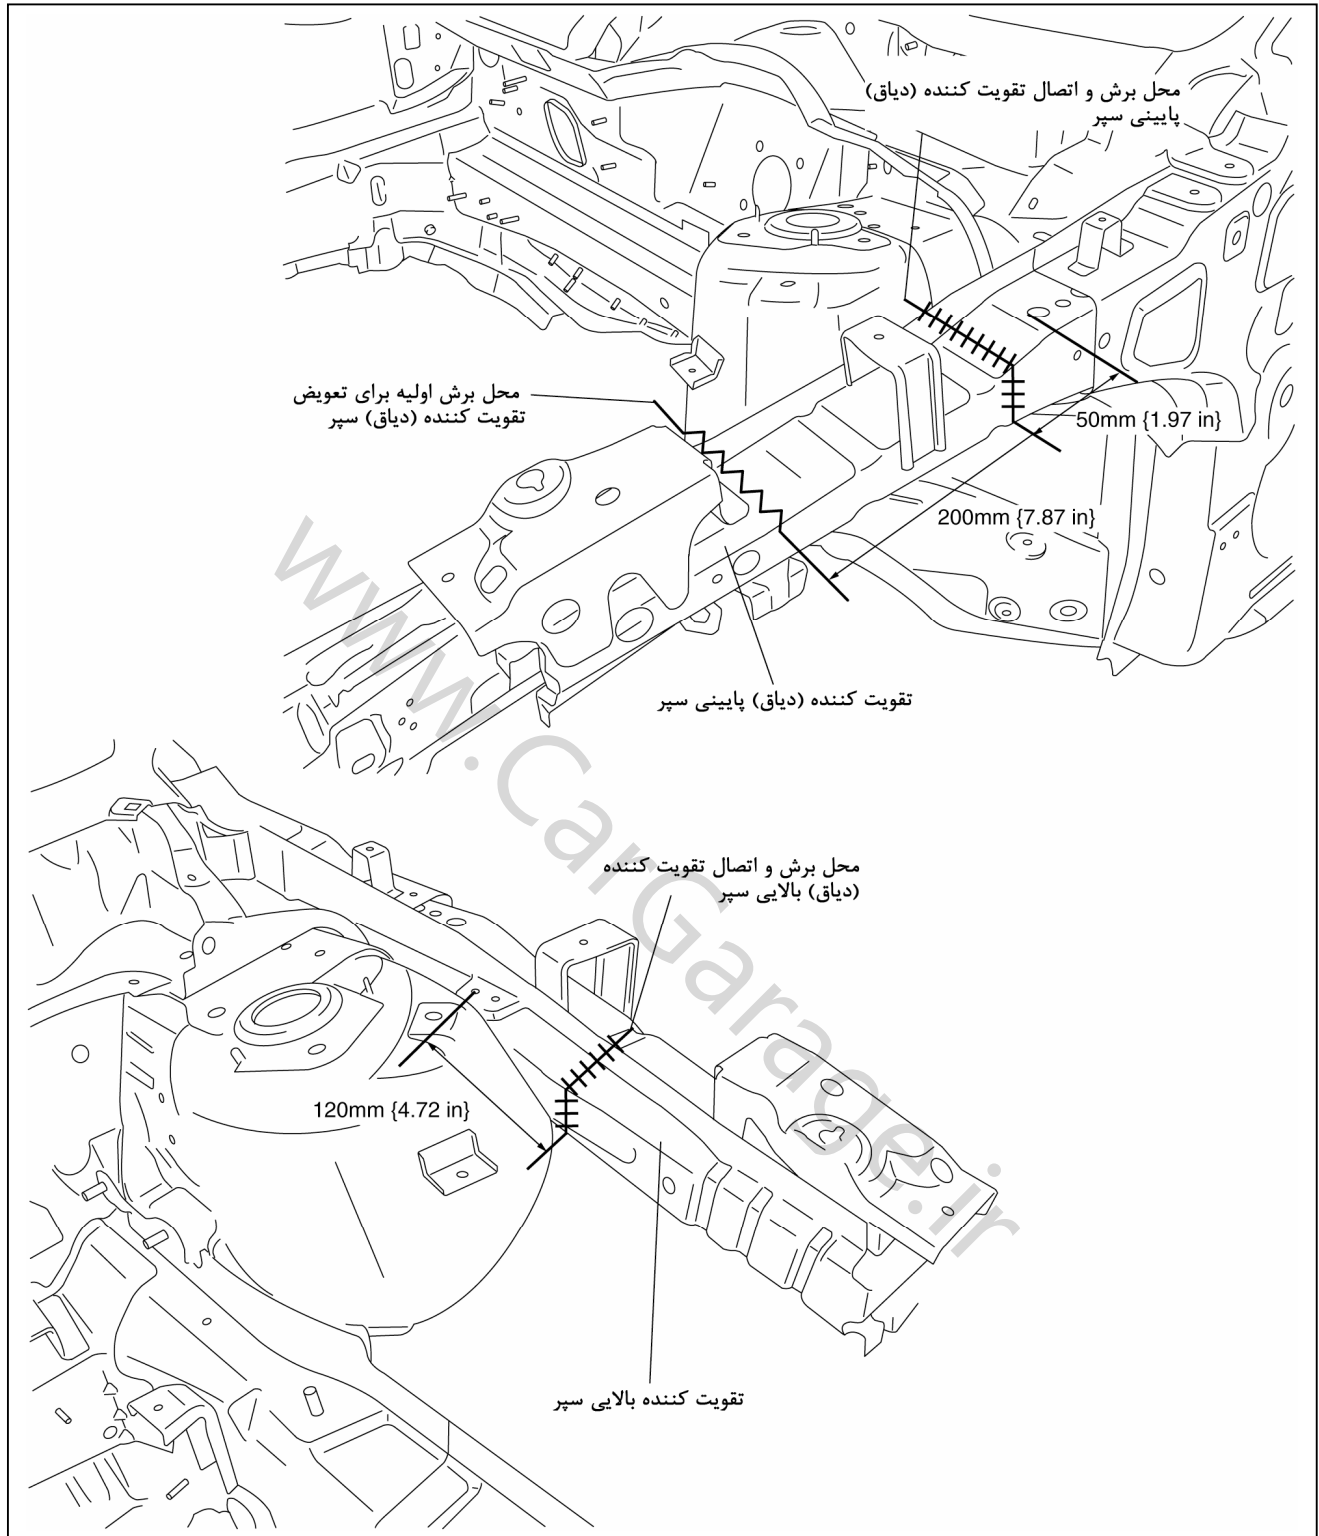 محل برش و اتصال تقویت کننده (دیاق)
پایینی سپر
محل برش اولیه برای تعویض
تقویت کننده (دیاق) سپر
50mm {1.97 in}
200mm {7.87 in}
تقویت کننده (دیاق) پایینی سپر
www.CarGarage.ir
محل برش و اتصال تقویت کننده
(دیاق) بالایی سپر
120mm {4.72 in}
تقویت کننده بالایی سپر